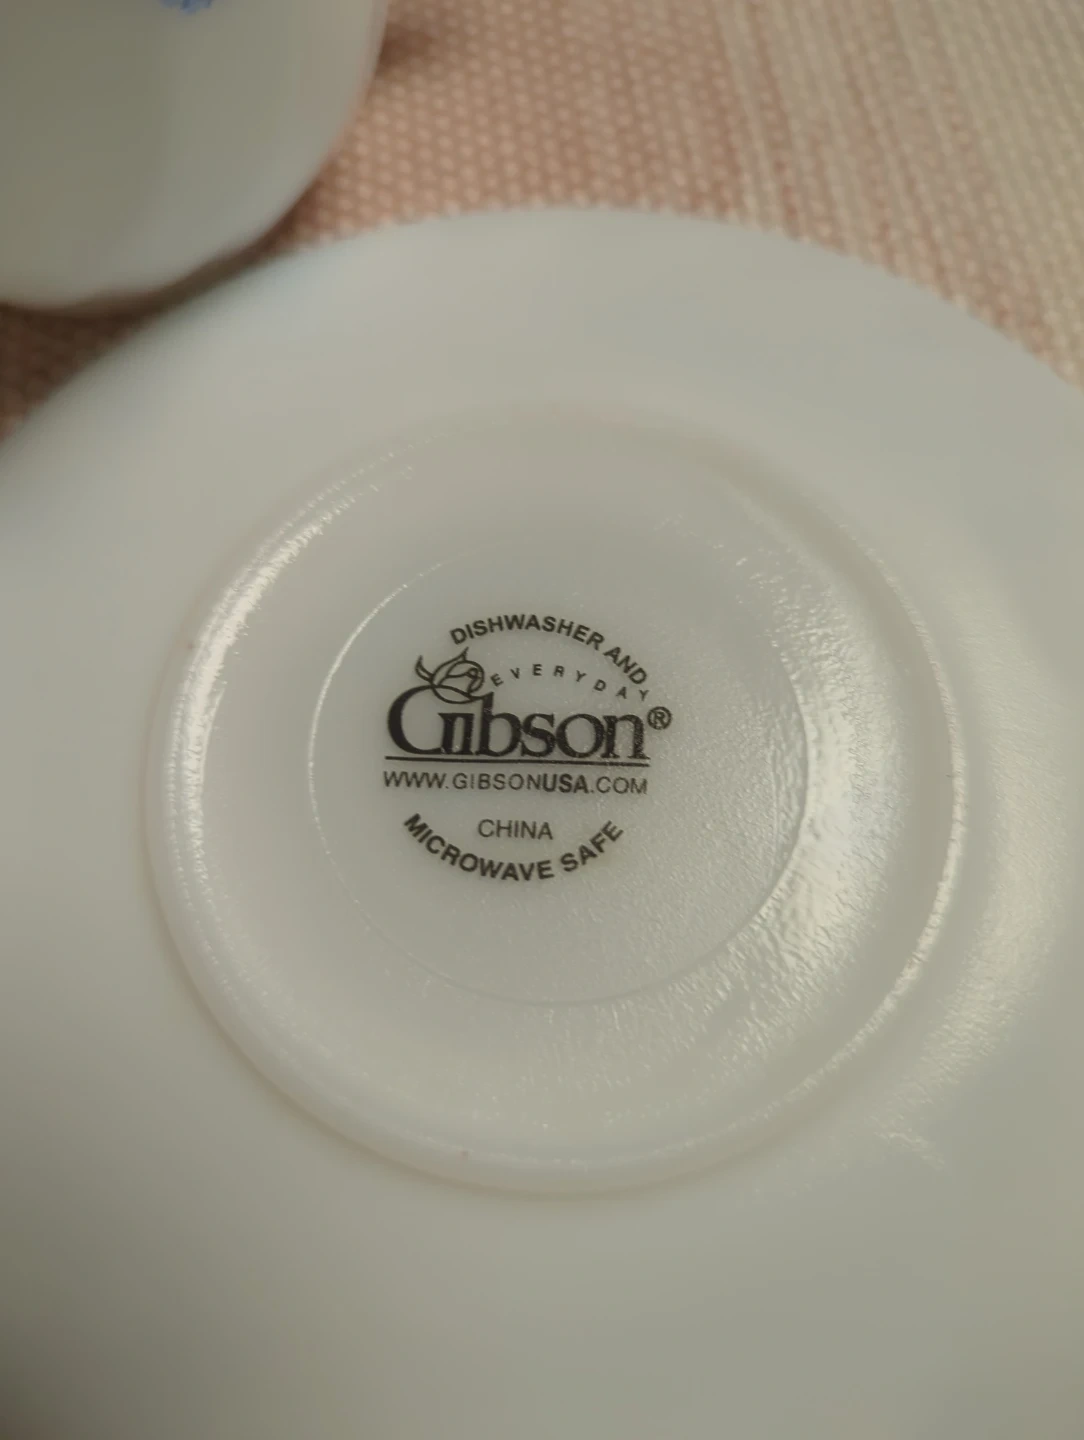 DISHWASHER AND
EVERYDAY
Gibson®
WWW.GIBSONUSA.COM
CHINA
MICROWAVE SAFE